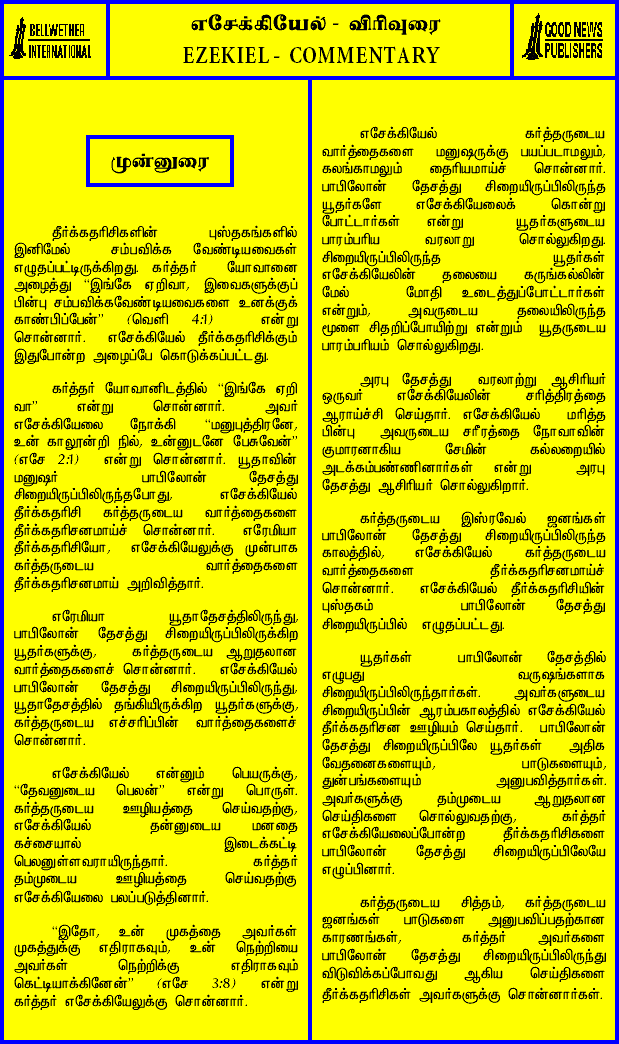 BELLWETHER
INTERNATIONAL
எசேக்கியேல் - விரிவுரை
EZEKIEL - COMMENTARY
GOOD NEWS
PUBLISHERS
முன்னுரை
தீர்க்கதரிசிகளின் புஸ்தகங்களில்
இனிமேல் சம்பவிக்க வேண்டியவைகள்
எழுதப்பட்டிருக்கிறது. கர்த்தர் யோவானை
அழைத்து “இங்கே ஏறிவா, இவைகளுக்குப்
பின்பு சம்பவிக்கவேண்டியவைகளை உனக்குக்
காண்பிப்பேன்” (வெளி 4:1) என்று
சொன்னார். எசேக்கியேல் தீர்க்கதரிசிக்கும்
இதுபோன்ற அழைப்பே கொடுக்கப்பட்டது.
கர்த்தர் யோவானிடத்தில் “இங்கே ஏறி
வா” என்று சொன்னார். அவர்
எசேக்கியேலை நோக்கி “மனுபுத்திரனே,
உன் காலூன்றி நில், உன்னுடனே பேசுவேன்”
(எசே 2:1) என்று சொன்னார். யூதாவின்
மனுஷர் பாபிலோன் தேசத்து
சிறையிருப்பிலிருந்தபோது, எசேக்கியேல்
தீர்க்கதரிசி கர்த்தருடைய வார்த்தைகளை
தீர்க்கதரிசனமாய்ச் சொன்னார். எரேமியா
தீர்க்கதரிசியோ, எசேக்கியேலுக்கு முன்பாக
கர்த்தருடைய வார்த்தைகளை
தீர்க்கதரிசனமாய் அறிவித்தார்.
எரேமியா யூதாதேசத்திலிருந்து,
பாபிலோன் தேசத்து சிறையிருப்பிலிருக்கிற
யூதர்களுக்கு, கர்த்தருடைய ஆறுதலான
வார்த்தைகளைச் சொன்னார். எசேக்கியேல்
பாபிலோன் தேசத்து சிறையிருப்பிலிருந்து,
யூதாதேசத்தில் தங்கியிருக்கிற யூதர்களுக்கு,
கர்த்தருடைய எச்சரிப்பின் வார்த்தைகளைச்
சொன்னார்.
எசேக்கியேல் என்னும் பெயருக்கு,
“தேவனுடைய பெலன்” என்று பொருள்.
கர்த்தருடைய ஊழியத்தை செய்வதற்கு,
எசேக்கியேல் தன்னுடைய மனதை
கச்சையால் இடைக்கட்டி
பெலனுள்ளவராயிருந்தார். கர்த்தர்
தம்முடைய ஊழியத்தை செய்வதற்கு
எசேக்கியேலை பலப்படுத்தினார்.
“இதோ, உன் முகத்தை அவர்கள்
முகத்துக்கு எதிராகவும், உன் நெற்றியை
அவர்கள் நெற்றிக்கு எதிராகவும்
கெட்டியாக்கினேன்” (எசே 3:8) என்று
கர்த்தர் எசேக்கியேலுக்கு சொன்னார்.
எசேக்கியேல் கர்த்தருடைய
வார்த்தைகளை மனுஷருக்கு பயப்படாமலும்,
கலங்காமலும் தைரியமாய்ச் சொன்னார்.
பாபிலோன் தேசத்து சிறையிருப்பிலிருந்த
யூதர்களே எசேக்கியேலைக் கொன்று
போட்டார்கள் என்று யூதர்களுடைய
பாரம்பரிய வரலாறு சொல்லுகிறது.
சிறையிருப்பிலிருந்த யூதர்கள்
எசேக்கியேலின் தலையை கருங்கல்லின்
மேல் மோதி உடைத்துப்போட்டார்கள்
என்றும், அவருடைய தலையிலிருந்த
மூளை சிதறிப்போயிற்று என்றும் யூதருடைய
பாரம்பரியம் சொல்லுகிறது.
அரபு தேசத்து வரலாற்று ஆசிரியர்
ஒருவர் எசேக்கியேலின் சரித்திரத்தை
ஆராய்ச்சி செய்தார். எசேக்கியேல் மரித்த
பின்பு அவருடைய சரீரத்தை நோவாவின்
குமாரனாகிய சேமின் கல்லறையில்
அடக்கம்பண்ணினார்கள் என்று அரபு
தேசத்து ஆசிரியர் சொல்லுகிறார்.
கர்த்தருடைய இஸ்ரவேல் ஜனங்கள்
பாபிலோன் தேசத்து சிறையிருப்பிலிருந்த
காலத்தில், எசேக்கியேல் கர்த்தருடைய
வார்த்தைகளை தீர்க்கதரிசனமாய்ச்
சொன்னார். எசேக்கியேல் தீர்க்கதரிசியின்
புஸ்தகம் பாபிலோன் தேசத்து
சிறையிருப்பில் எழுதப்பட்டது.
யூதர்கள் பாபிலோன் தேசத்தில்
எழுபது வருஷங்களாக
சிறையிருப்பிலிருந்தார்கள். அவர்களுடைய
சிறையிருப்பின் ஆரம்பகாலத்தில் எசேக்கியேல்
தீர்க்கதரிசன ஊழியம் செய்தார். பாபிலோன்
தேசத்து சிறையிருப்பிலே யூதர்கள் அதிக
வேதனைகளையும், பாடுகளையும்,
துன்பங்களையும் அனுபவித்தார்கள்.
அவர்களுக்கு தம்முடைய ஆறுதலான
செய்திகளை சொல்லுவதற்கு, கர்த்தர்
எசேக்கியேலைப்போன்ற தீர்க்கதரிசிகளை
பாபிலோன் தேசத்து சிறையிருப்பிலேயே
எழுப்பினார்.
கர்த்தருடைய சித்தம், கர்த்தருடைய
ஜனங்கள் பாடுகளை அனுபவிப்பதற்கான
காரணங்கள், கர்த்தர் அவர்களை
பாபிலோன் தேசத்து சிறையிருப்பிலிருந்து
விடுவிக்கப்போவது ஆகிய செய்திகளை
தீர்க்கதரிசிகள் அவர்களுக்கு சொன்னார்கள்.